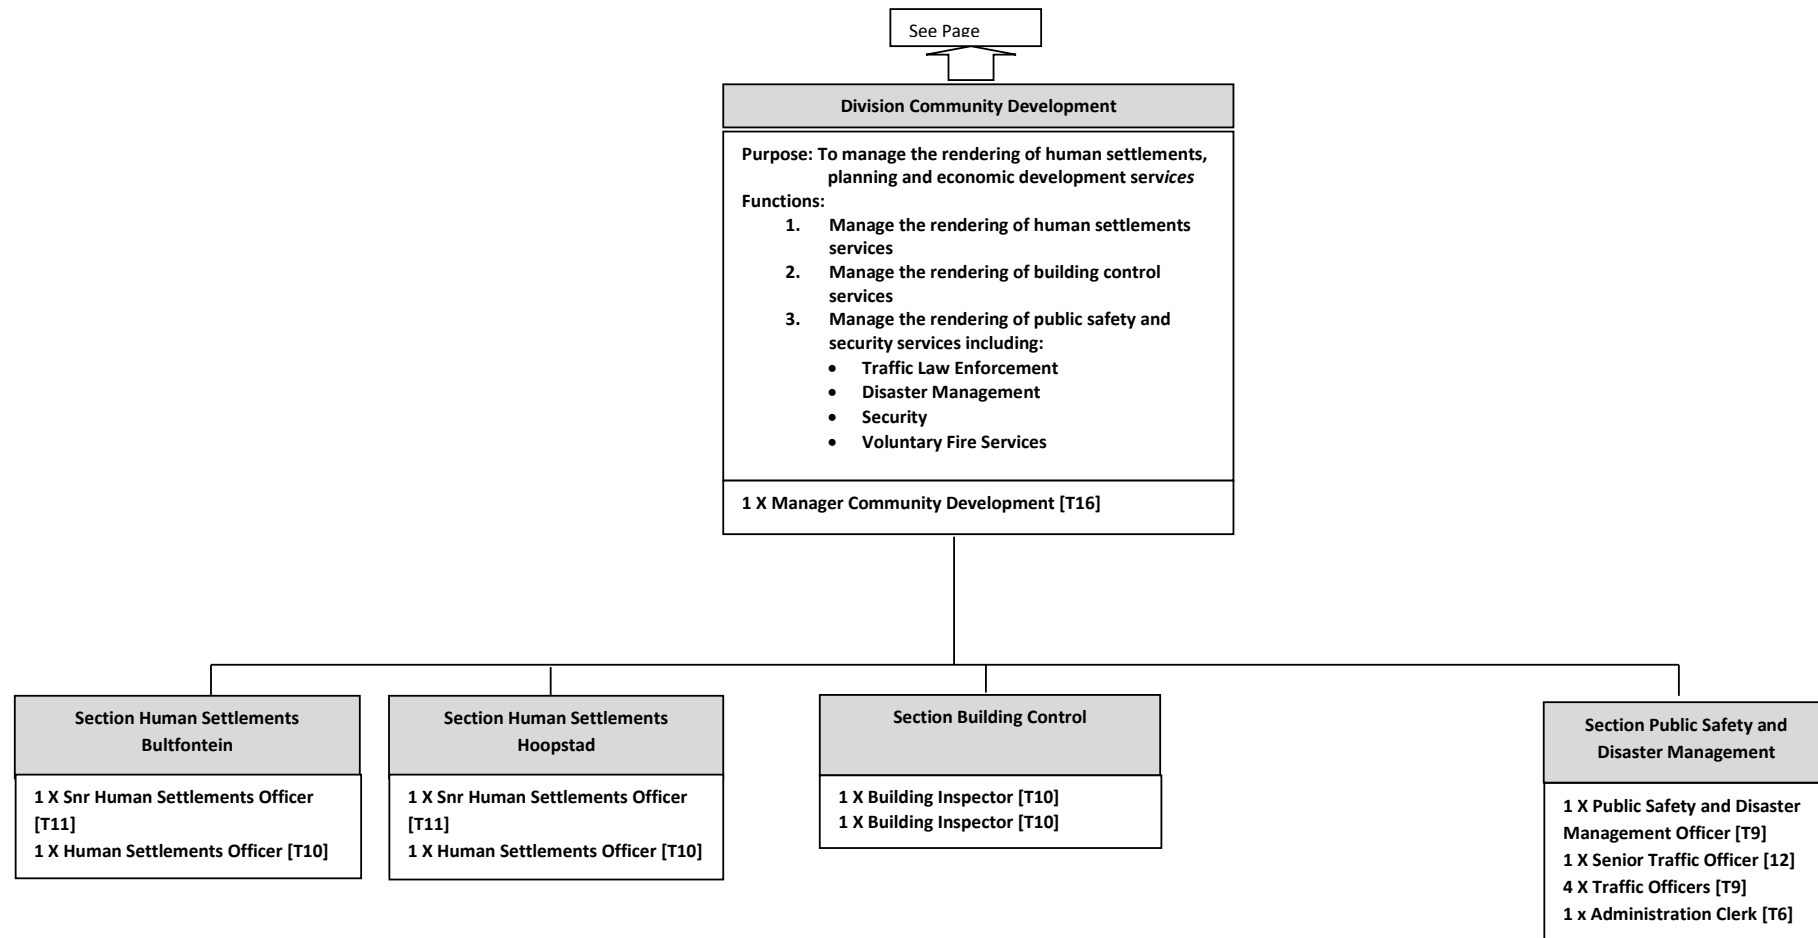 See Page
Division Community Development
Purpose: To manage the rendering of human settlements,
planning and economic development services
Functions:
1. Manage the rendering of human settlements
services
2. Manage the rendering of building control
services
3. Manage the rendering of public safety and
security services including:
• Traffic Law Enforcement
• Disaster Management
• Security
• Voluntary Fire Services
1 X Manager Community Development [T16]
Section Human Settlements
Bultfontein
1 X Snr Human Settlements Officer
[T11]
1 X Human Settlements Officer [T10]
Section Human Settlements
Hoopstad
1 X Snr Human Settlements Officer
[T11]
1 X Human Settlements Officer [T10]
Section Building Control
1 X Building Inspector [T10]
1 X Building Inspector [T10]
Section Public Safety and
Disaster Management
1 X Public Safety and Disaster
Management Officer [T9]
1 X Senior Traffic Officer [12]
4 X Traffic Officers [T9]
1 x Administration Clerk [T6]